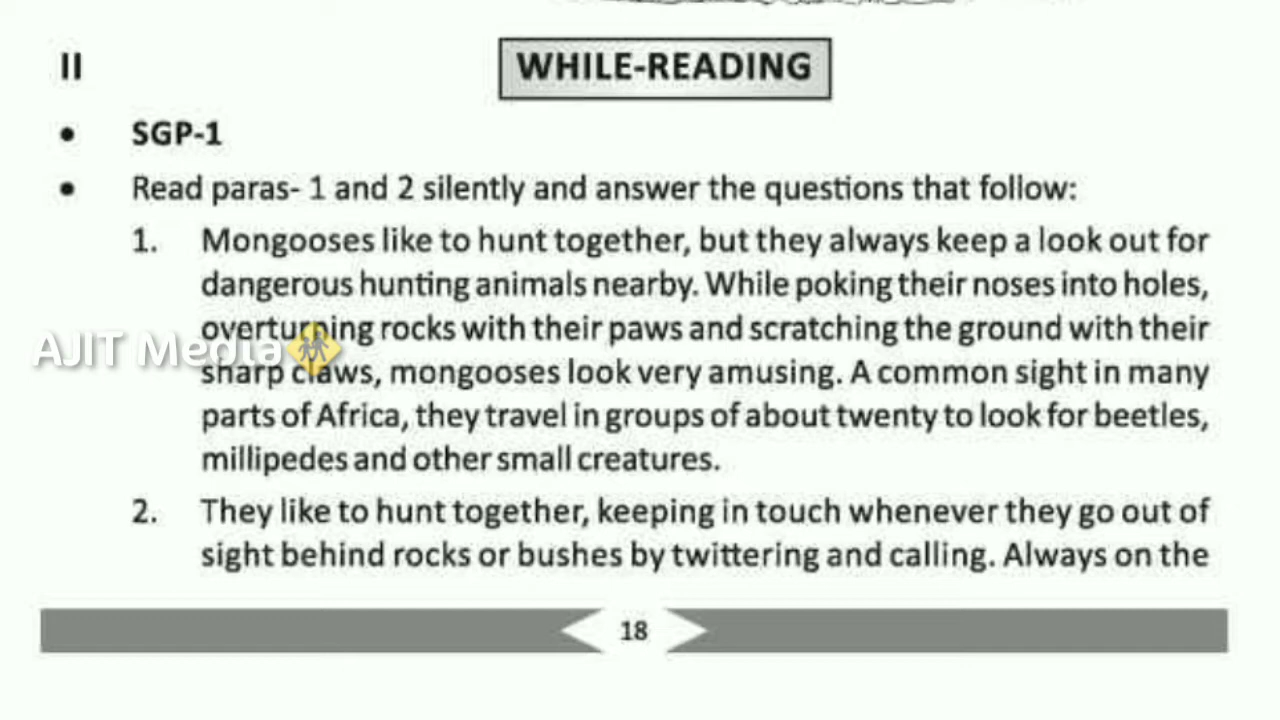 II
WHILE-READING
• SGP-1
• Read paras- 1 and 2 silently and answer the questions that follow:
1. Mongooses like to hunt together, but they always keep a look out for
dangerous hunting animals nearby. While poking their noses into holes,
overturning rocks with their paws and scratching the ground with their
AJIT Media
sharp claws, mongooses look very amusing. A common sight in many
parts of Africa, they travel in groups of about twenty to look for beetles,
millipedes and other small creatures.
2. They like to hunt together, keeping in touch whenever they go out of
sight behind rocks or bushes by twittering and calling. Always on the
18